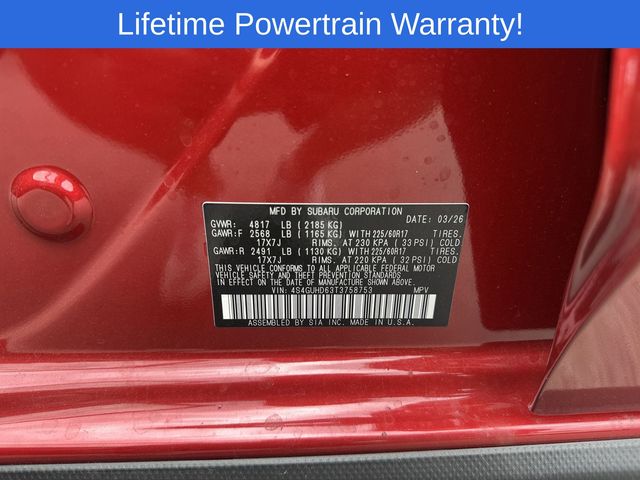 Lifetime Powertrain Warranty!
MFD BY SUBARU CORPORATION
GVWR: 4817 LB ( 2185 KG) DATE: 03/26
GAWR:F 2568 LB ( 1165 KG) WITH 225/60R17 TIRES.
17X7J RIMS. AT 230 KPA ( 33 PSI) COLD
GAWR:R 2491 LB ( 1130 KG) WITH 225/60R17 TIRES.
17X7J RIMS. AT 220 KPA ( 32 PSI) COLD
THIS VEHICLE CONFORMS TO ALL APPLICABLE FEDERAL MOTOR
VEHICLE SAFETY, BUMPER, AND THEFT PREVENTION STANDARDS
IN EFFECT ON THE DATE OF MANUFACTURE SHOWN ABOVE.
VIN: 4S4GUHD63T3758753 MPV
ASSEMBLED BY SIA INC. MADE IN U.S.A.